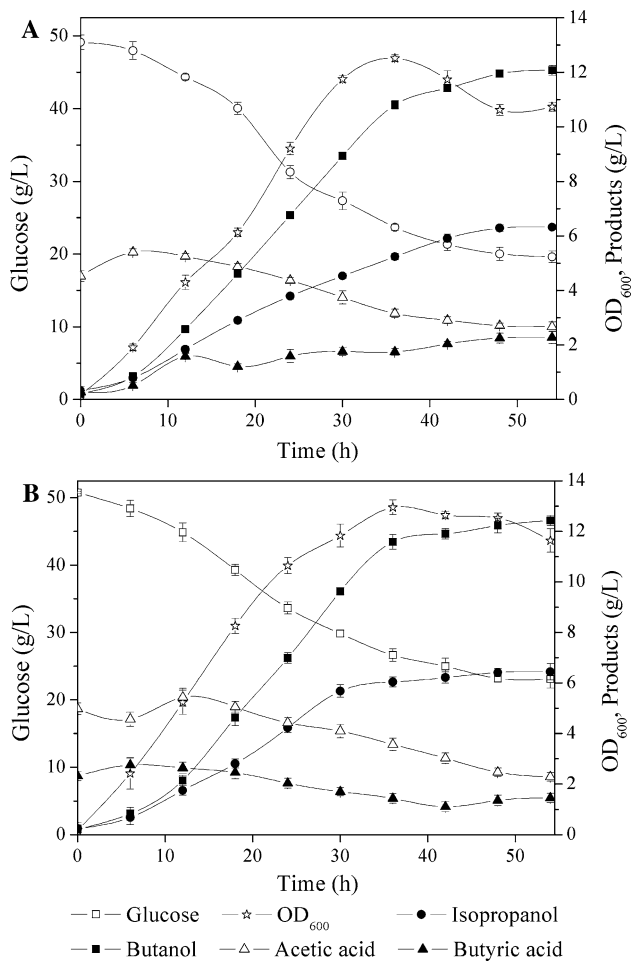 A
50
40
30
20
10
0
Glucose (g/L)
14
12
10
8
6
4
2
0
OD600, Products (g/L)
0 10 20 30 40 50
Time (h)
B
50
40
30
20
10
0
Glucose (g/L)
14
12
10
8
6
4
2
0
OD600, Products (g/L)
0 10 20 30 40 50
Time (h)
Glucose OD600 Isopropanol
Butanol Acetic acid Butyric acid